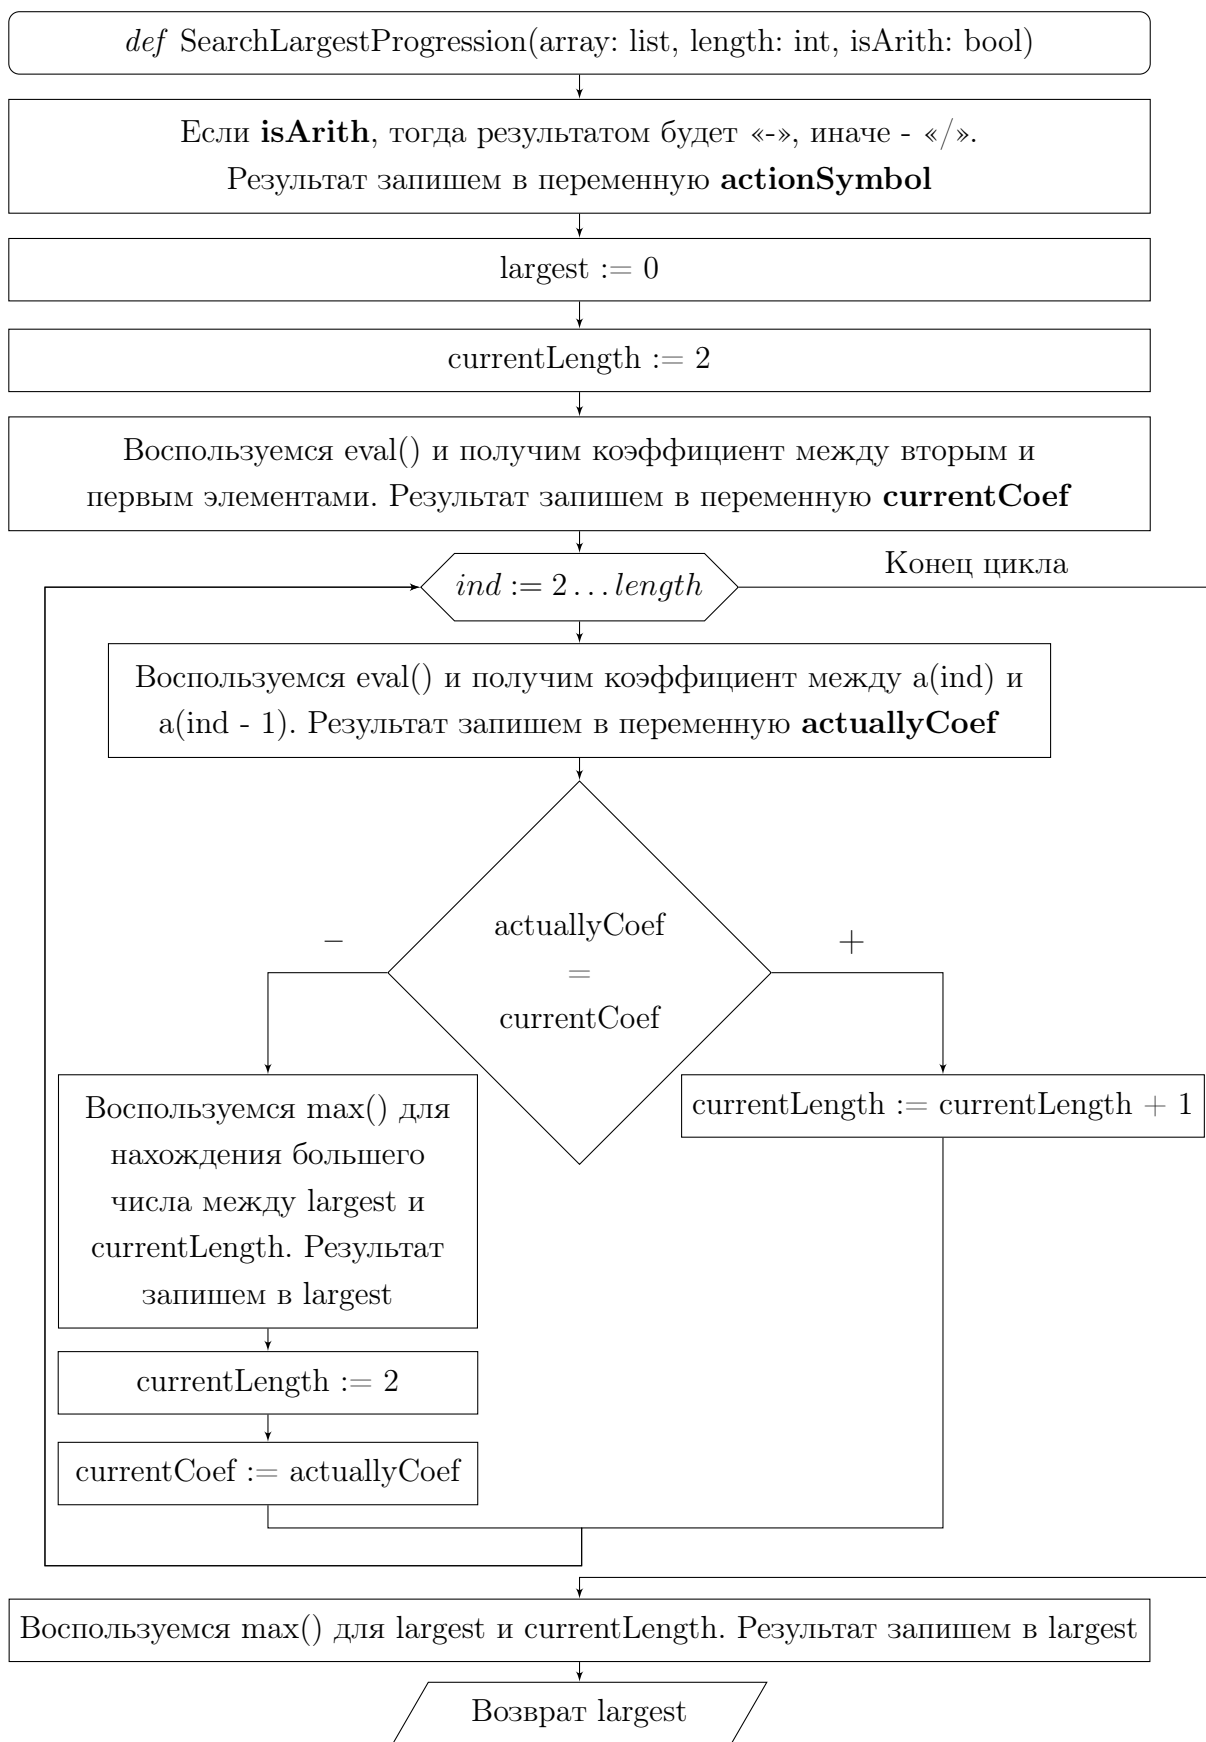 def SearchLargestProgression(array: list, length: int, isArith: bool)
Если isArith, тогда результатом будет «-», иначе - «/».
Результат запишем в переменную actionSymbol
largest := 0
currentLength := 2
Воспользуемся eval() и получим коэффициент между вторым и
первым элементами. Результат запишем в переменную currentCoef
Конец цикла
ind := 2 . . . length
Воспользуемся eval() и получим коэффициент между a(ind) и
a(ind - 1). Результат запишем в переменную actuallyCoef
actuallyCoef
=
currentCoef
−
+
Воспользуемся max() для
нахождения большего
числа между largest и
currentLength. Результат
запишем в largest
currentLength := currentLength + 1
currentLength := 2
currentCoef := actuallyCoef
Воспользуемся max() для largest и currentLength. Результат запишем в largest
Возврат largest